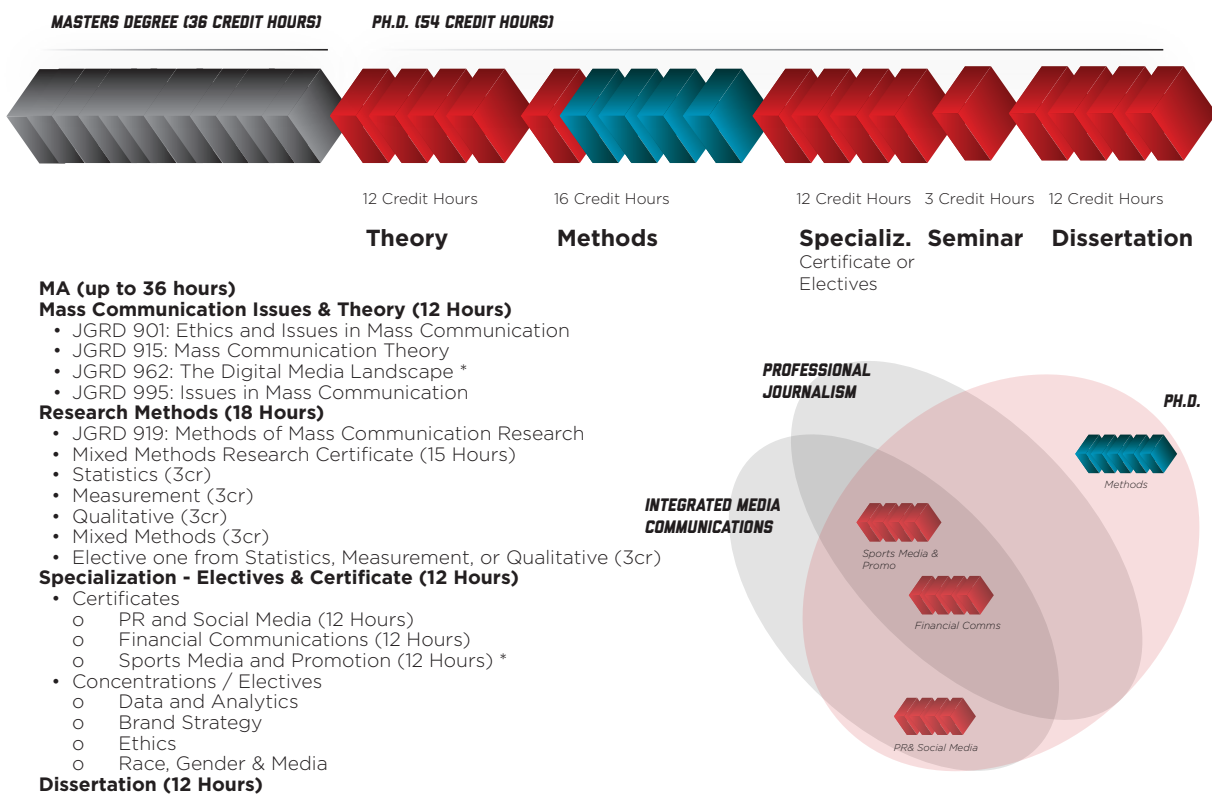 MASTERS DEGREE (36 CREDIT HOURS)
PH.D. (54 CREDIT HOURS)
12 Credit Hours
16 Credit Hours
12 Credit Hours
3 Credit Hours
12 Credit Hours
Theory
Methods
Specializ.
Seminar
Dissertation
Certificate or
Electives
MA (up to 36 hours)
Mass Communication Issues & Theory (12 Hours)
• JGRD 901: Ethics and Issues in Mass Communication
• JGRD 915: Mass Communication Theory
• JGRD 962: The Digital Media Landscape *
• JGRD 995: Issues in Mass Communication
Research Methods (18 Hours)
• JGRD 919: Methods of Mass Communication Research
• Mixed Methods Research Certificate (15 Hours)
• Statistics (3cr)
• Measurement (3cr)
• Qualitative (3cr)
• Mixed Methods (3cr)
• Elective one from Statistics, Measurement, or Qualitative (3cr)
Specialization - Electives & Certificate (12 Hours)
• Certificates
o PR and Social Media (12 Hours)
o Financial Communications (12 Hours)
o Sports Media and Promotion (12 Hours) *
• Concentrations / Electives
o Data and Analytics
o Brand Strategy
o Ethics
o Race, Gender & Media
Dissertation (12 Hours)
PROFESSIONAL
JOURNALISM
PH.D.
Methods
INTEGRATED MEDIA
COMMUNICATIONS
Sports Media &
Promo
Financial Comms
PR& Social Media